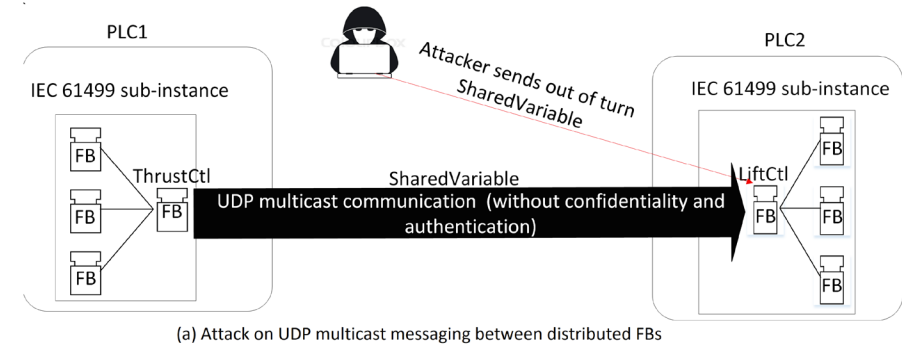 PLC1
PLC2
IEC 61499 sub-instance
IEC 61499 sub-instance
Attacker sends out of turn
SharedVariable
FB
FB
FB
ThrustCtl
FB
SharedVariable
UDP multicast communication (without confidentiality and
authentication)
LiftCtl
FB
FB
FB
FB
(a) Attack on UDP multicast messaging between distributed FBs